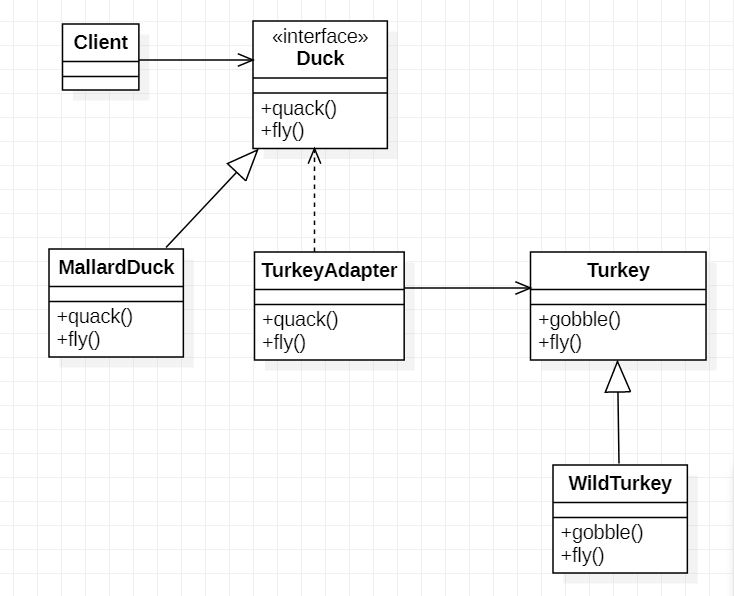 Client
«interface»
Duck
+quack()
+fly()
MallardDuck
+quack()
+fly()
TurkeyAdapter
+quack()
+fly()
Turkey
+gobble()
+fly()
WildTurkey
+gobble()
+fly()